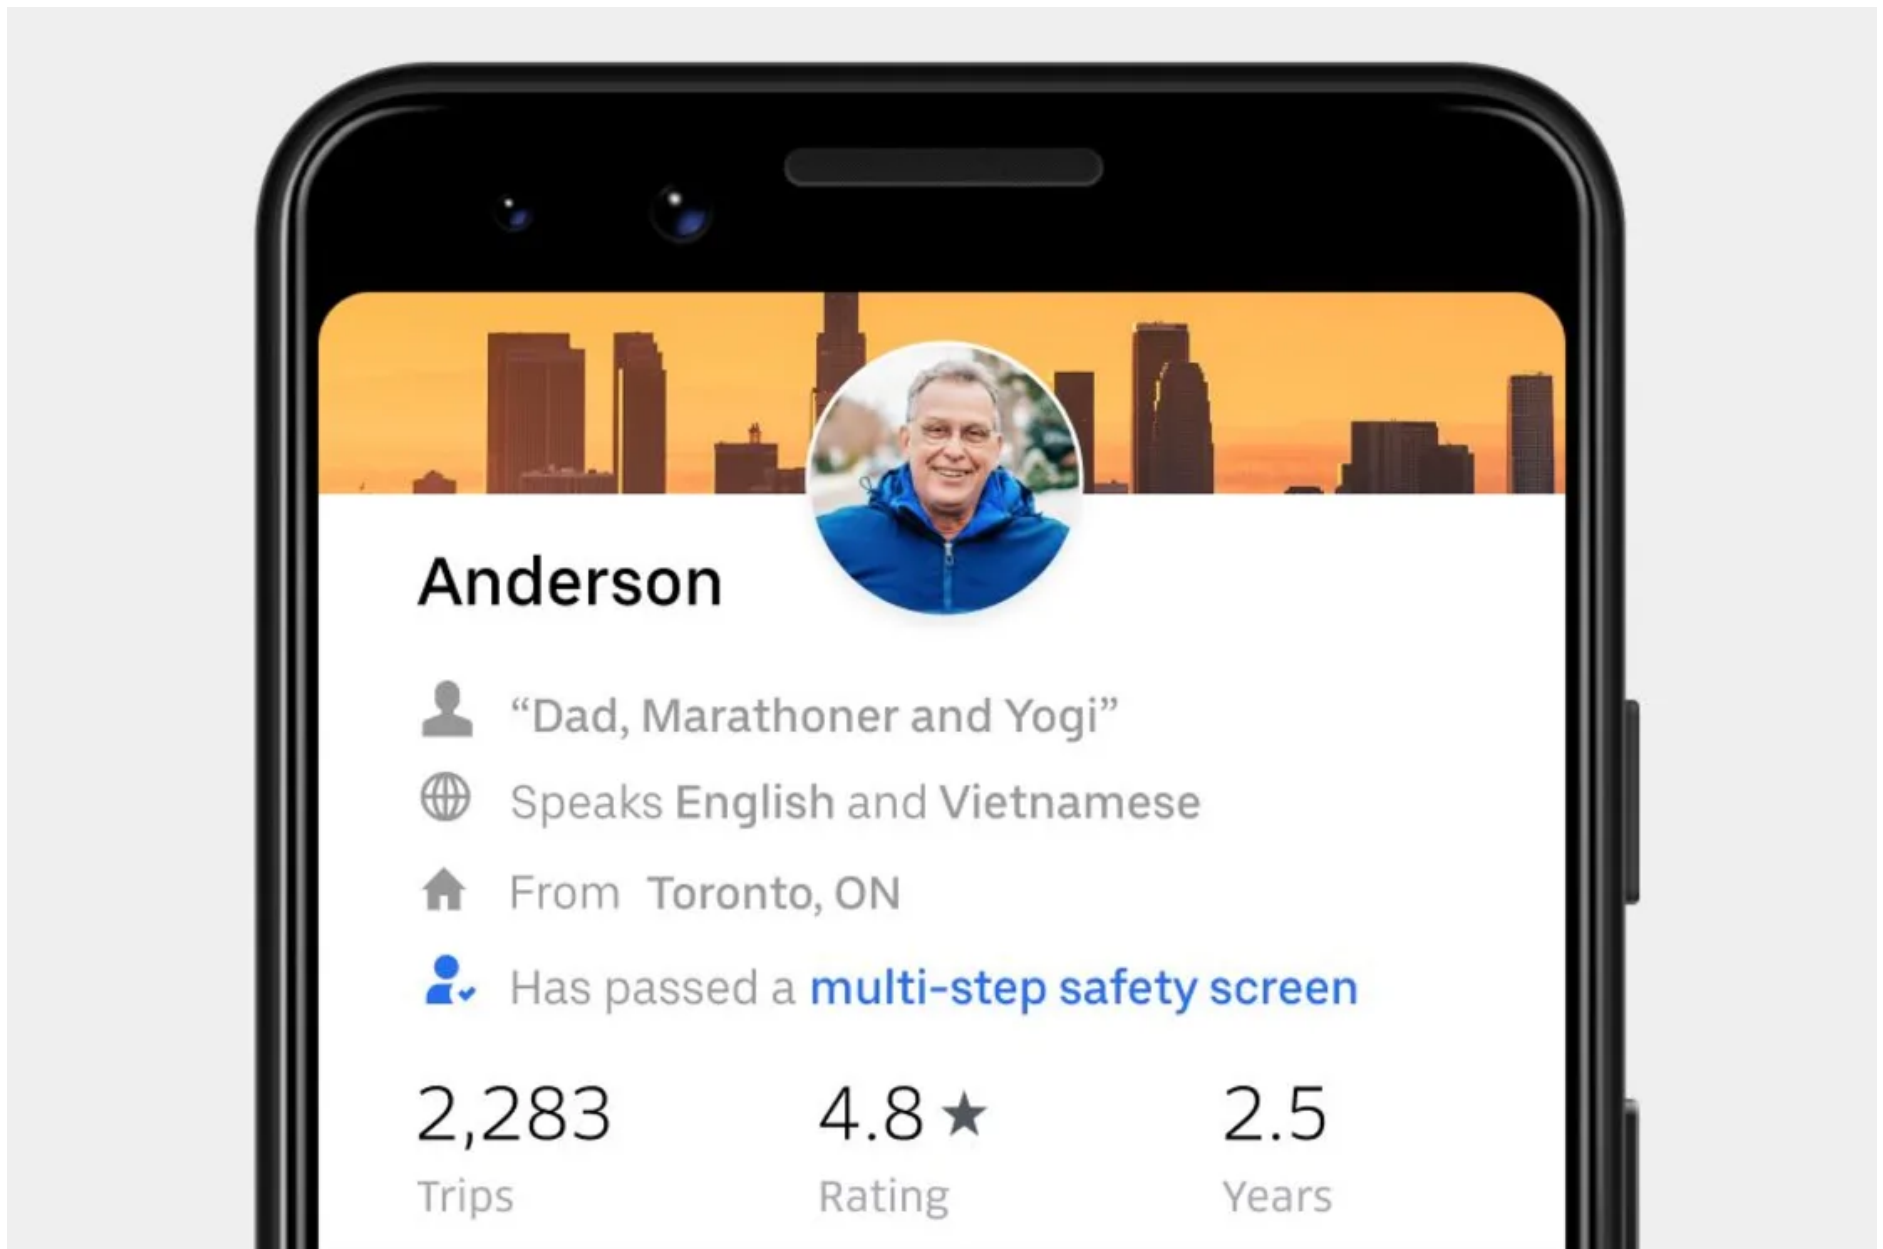 Anderson
“Dad, Marathoner and Yogi”
Speaks English and Vietnamese
From Toronto, ON
Has passed a multi-step safety screen
2,283 4.8 ★ 2.5
Trips Rating Years